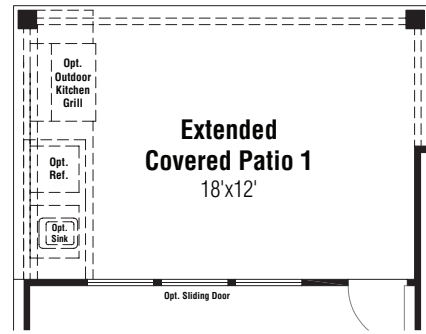 Opt.
Outdoor
Kitchen
Grill
Extended
Covered Patio 1
18'x12'
Opt.
Ref.
Opt.
Sink
Opt. Sliding Door